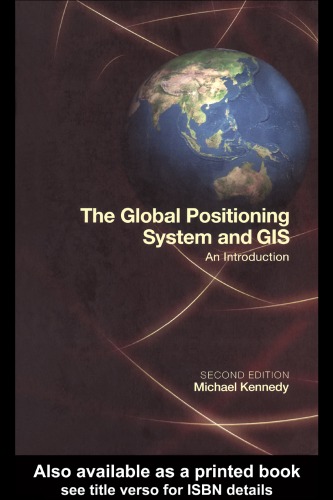 The Global Positioning
System and GIS
An Introduction
SECOND EDITION
Michael Kennedy
Also available as a printed book
see title verso for ISBN details